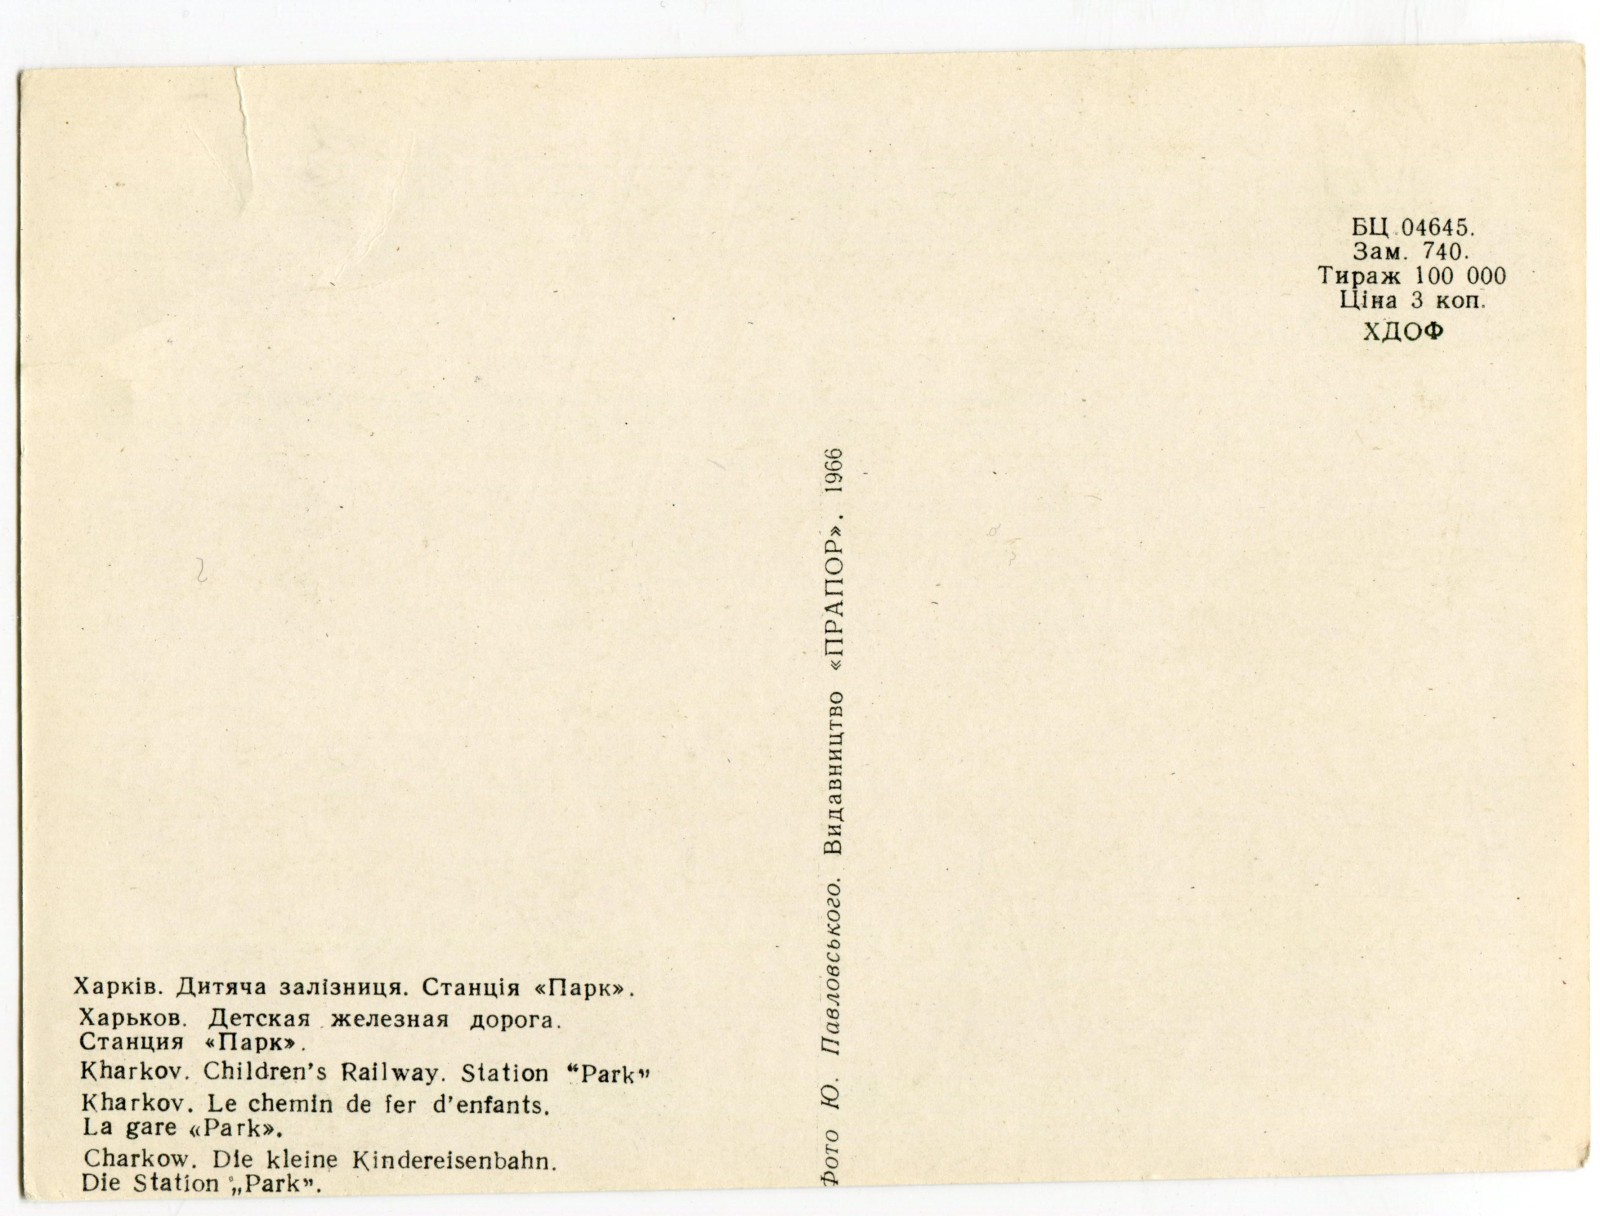 БЦ 04645.
Зам. 740.
Тираж 100 000
Ціна 3 коп.
ХДОФ
Фото Ю. Павловського. Видавництво «ПРАПОР». 1966
Харків. Дитяча залізниця. Станція «Парк».
Харьков. Детская железная дорога.
Станция «Парк».
Kharkov. Children's Railway. Station “Park”
Kharkov. Le chemin de fer d'enfants.
La gare «Park».
Charkow. Die kleine Kindereisenbahn.
Die Station „Park”.